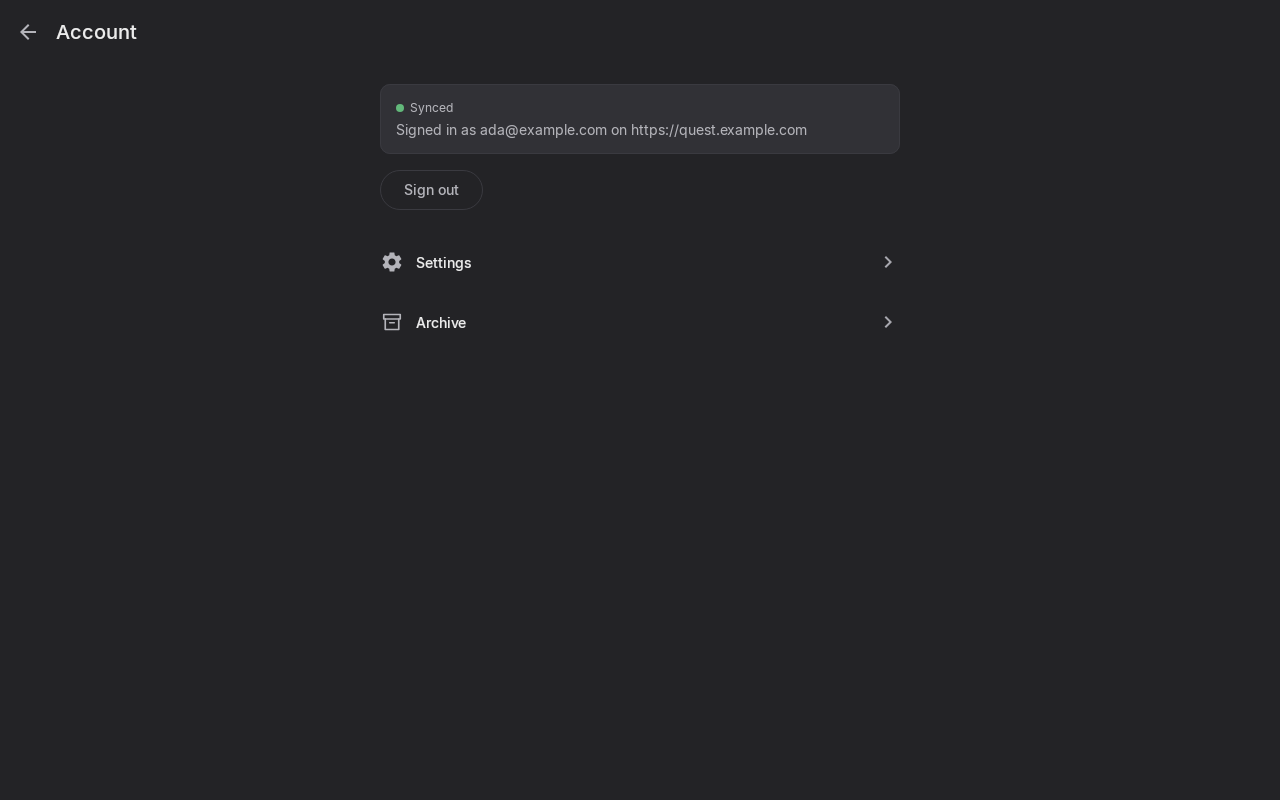 Account
Synced
Signed in as ada@example.com on https://quest.example.com
Sign out
Settings
Archive